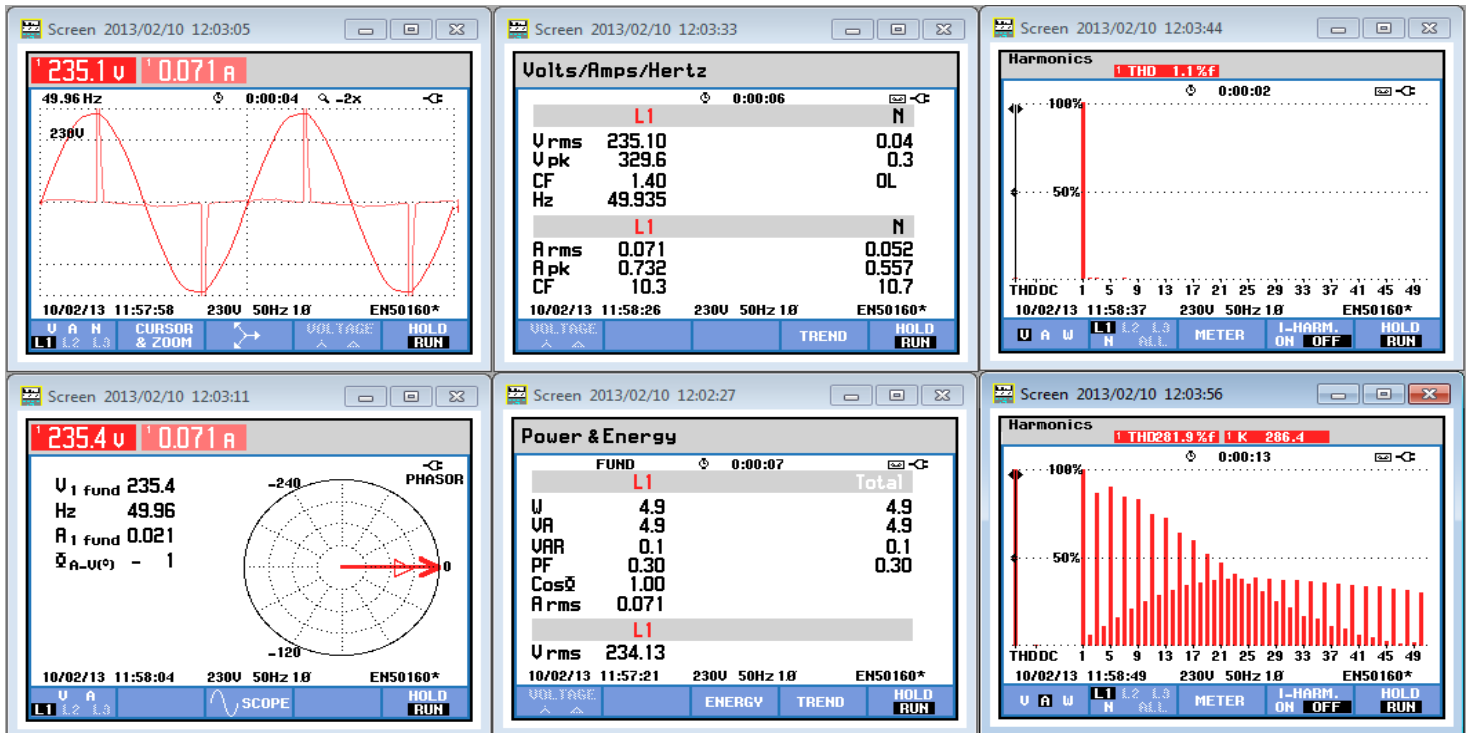 Screen 2013/02/10 12:03:05
1 235.1 V 1 0.071 A
49.96 Hz 0:00:04 -2x
230V
1
10/02/13 11:57:58 230V 50Hz 1Ø EN50160*
V A N CURSOR VOLTAGE HOLD
L1 L2 L3 & ZOOM RUN
Screen 2013/02/10 12:03:33
Volts/Amps/Hertz
0:00:06
L1 N
V rms 235.10 0.04
V pk 329.6 0.3
CF 1.40 OL
Hz 49.935
L1 N
A rms 0.071 0.052
A pk 0.732 0.557
CF 10.3 10.7
10/02/13 11:58:26 230V 50Hz 1Ø EN50160*
VOLTAGE TREND HOLD
RUN
Screen 2013/02/10 12:03:44
Harmonics
1 THD 1.1%f
0:00:02
100%
50%
THDDC 1 5 9 13 17 21 25 29 33 37 41 45 49
10/02/13 11:58:37 230V 50Hz 1Ø EN50160*
V A W L1 L2 L3 METER I-HARM. HOLD
N ALL ON OFF RUN
Screen 2013/02/10 12:03:11
1 235.4 V 1 0.071 A
PHASOR
V1 fund 235.4
Hz 49.96
A1 fund 0.021
Φ A-V(°) - 1
-240
0
-120
10/02/13 11:58:04 230V 50Hz 1Ø EN50160*
V A SCOPE HOLD
L1 L2 L3 RUN
Screen 2013/02/10 12:02:27
Power & Energy
FUND 0:00:07
L1 Total
W 4.9 4.9
VA 4.9 4.9
VAR 0.1 0.1
PF 0.30 0.30
CosΦ 1.00
A rms 0.071
L1
V rms 234.13
10/02/13 11:57:21 230V 50Hz 1Ø EN50160*
VOLTAGE ENERGY TREND HOLD
RUN
Screen 2013/02/10 12:03:56
Harmonics
1 THD281.9%f 1 K 286.4
0:00:13
100%
50%
THDDC 1 5 9 13 17 21 25 29 33 37 41 45 49
10/02/13 11:58:49 230V 50Hz 1Ø EN50160*
V A W L1 L2 L3 METER I-HARM. HOLD
N ALL ON OFF RUN